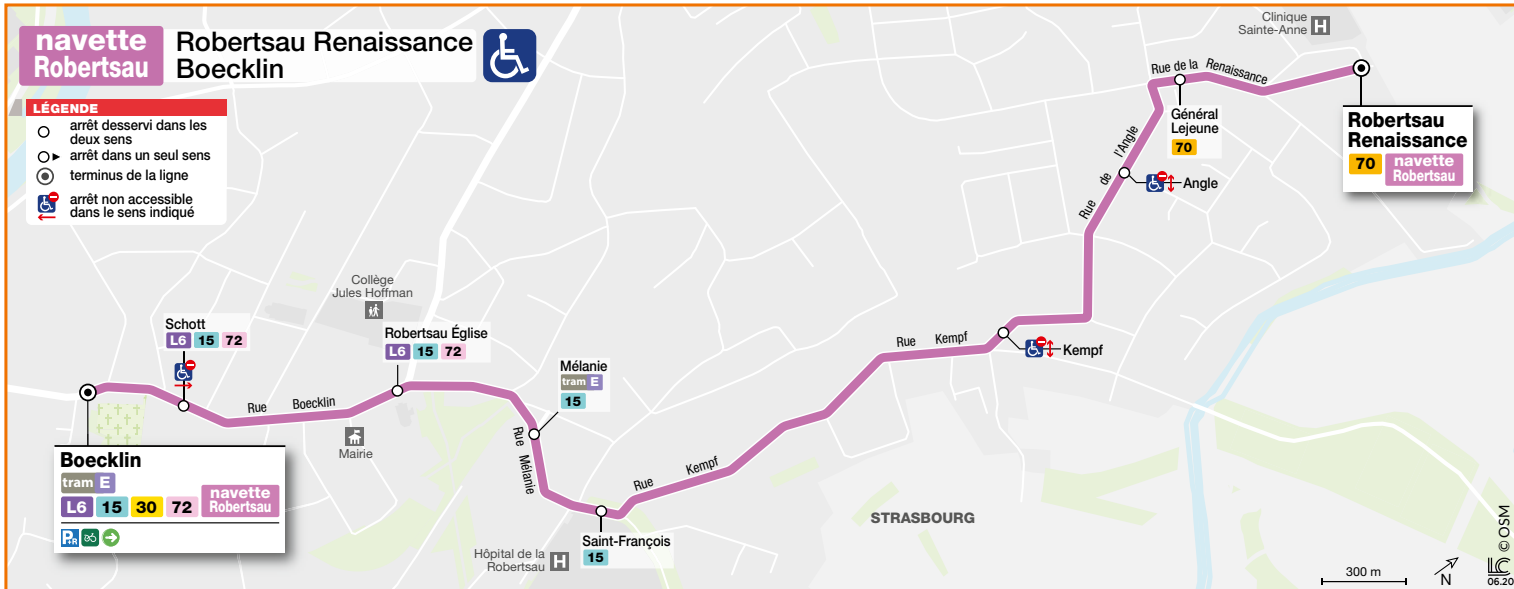 navette
Robertsau
Robertsau Renaissance
Boecklin
LÉGENDE
arrêt desservi dans les
deux sens
arrêt dans un seul sens
terminus de la ligne
arrêt non accessible
dans le sens indiqué
Clinique
Sainte-Anne H
Rue de la Renaissance
Général
Lejeune
70
Robertsau
Renaissance
70 navette
Robertsau
Rue de l'Angle
Angle
Collège
Jules Hoffman
Schott
L6 15 72
Robertsau Église
L6 15 72
Mélanie
tram E
15
Rue Kempf
Kempf
Rue Boecklin
Mairie
Rue Mélanie
Rue Kempf
Boecklin
tram E
L6 15 30 72 navette
Robertsau
P+R
Saint-François
15
Hôpital de la
Robertsau H
STRASBOURG
300 m
N
© OSM
06.20